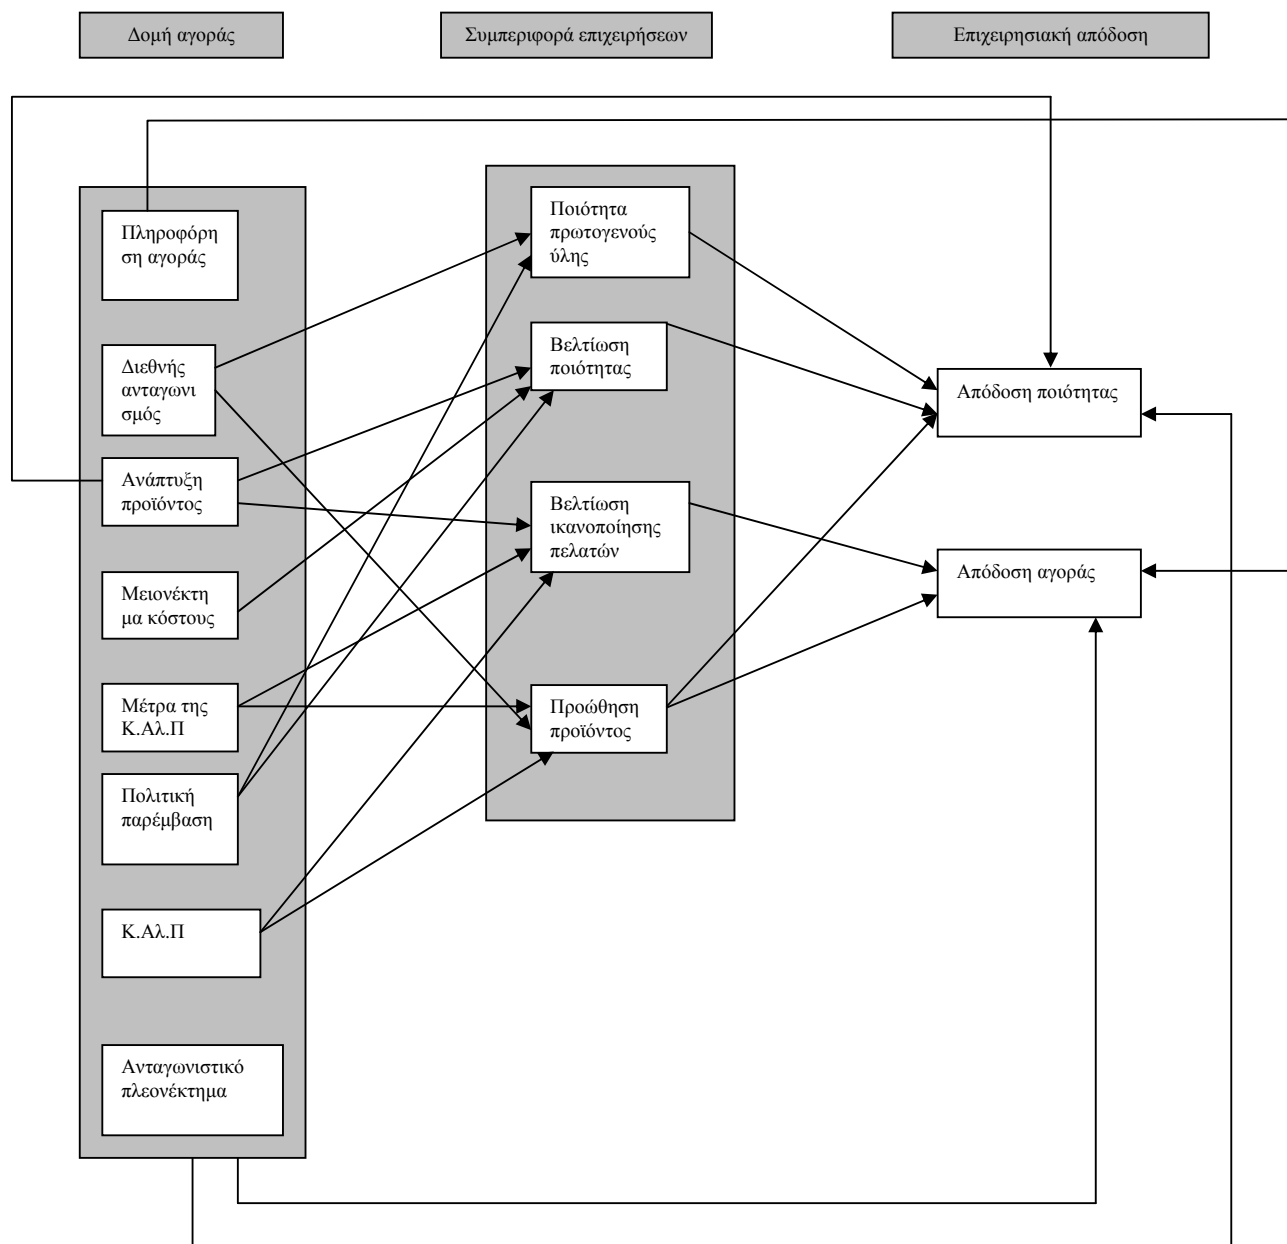 Δομή αγοράς
Συμπεριφορά επιχειρήσεων
Επιχειρησιακή απόδοση
Πληροφόρη
ση αγοράς
Διεθνής
ανταγωνι
σμός
Ανάπτυξη
προϊόντος
Μειονέκτη
μα κόστους
Μέτρα της
Κ.Αλ.Π
Πολιτική
παρέμβαση
Κ.Αλ.Π
Ανταγωνιστικό
πλεονέκτημα
Ποιότητα
πρωτογενούς
ύλης
Βελτίωση
ποιότητας
Βελτίωση
ικανοποίησης
πελατών
Προώθηση
προϊόντος
Απόδοση ποιότητας
Απόδοση αγοράς